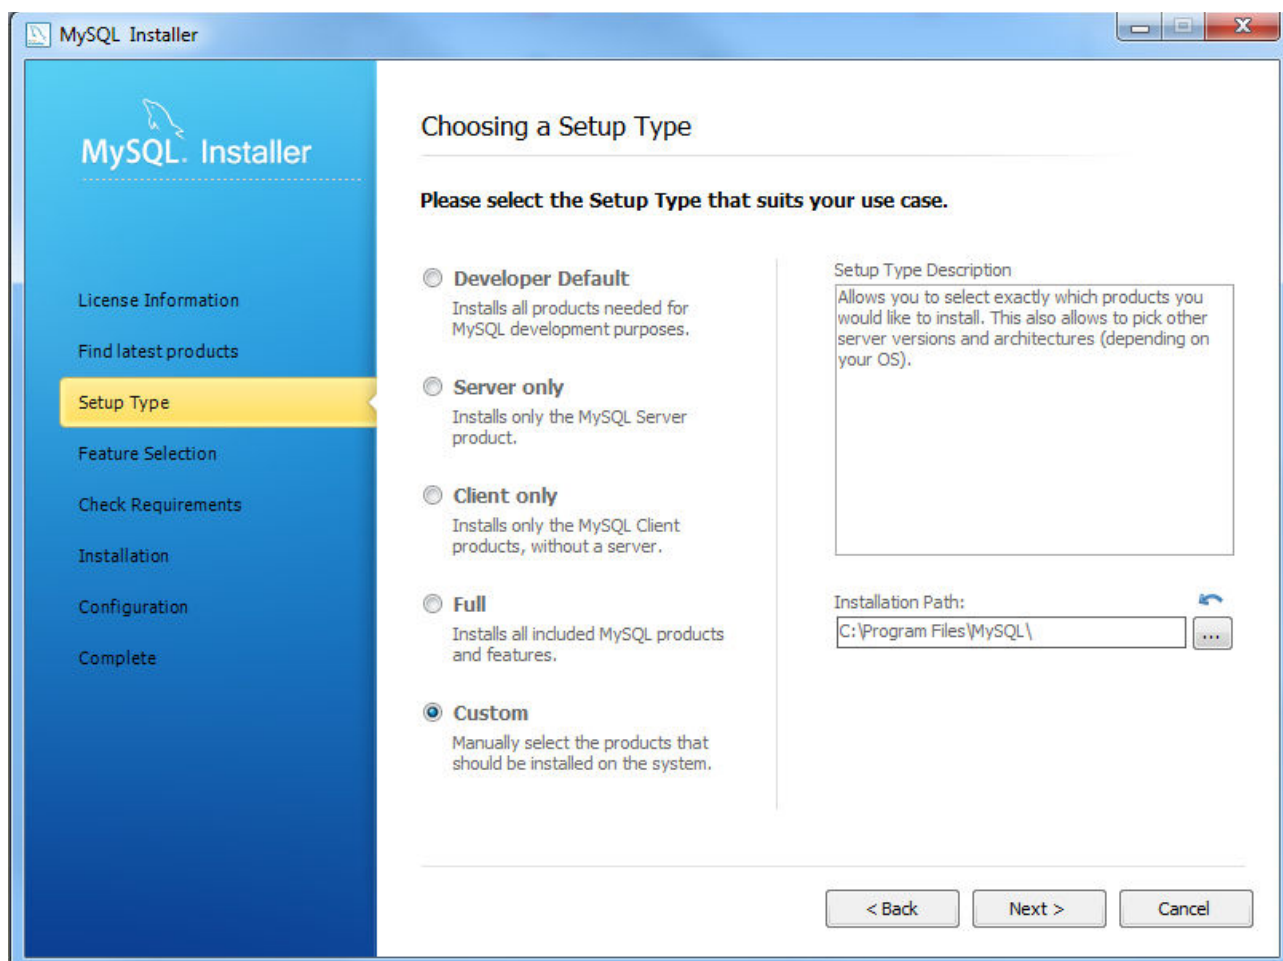 MySQL Installer
MySQL. Installer
License Information
Find latest products
Setup Type
Feature Selection
Check Requirements
Installation
Configuration
Complete
Choosing a Setup Type
Please select the Setup Type that suits your use case.
Developer Default
Installs all products needed for
MySQL development purposes.
Server only
Installs only the MySQL Server
product.
Client only
Installs only the MySQL Client
products, without a server.
Full
Installs all included MySQL products
and features.
Custom
Manually select the products that
should be installed on the system.
Setup Type Description
Allows you to select exactly which products you
would like to install. This also allows to pick other
server versions and architectures (depending on
your OS).
Installation Path:
C:\Program Files\MySQL\
...
< Back
Next >
Cancel